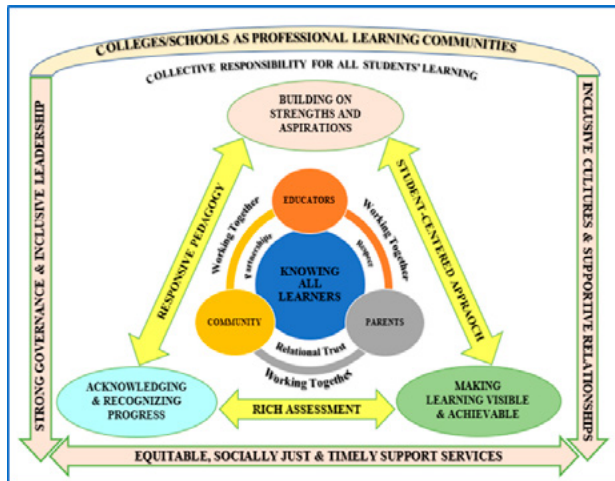 COLLEGES/SCHOOLS AS PROFESSIONAL LEARNING COMMUNITIES
COLLECTIVE RESPONSIBILITY FOR ALL STUDENTS' LEARNING
BUILDING ON
STRENGTHS AND
ASPIRATIONS
STRONG GOVERNANCE & INCLUSIVE LEADERSHIP
RESPONSIVE PEDAGOGY
STUDENT-CENTERED APPRAOCH
INCLUSIVE CULTURES & SUPPORTIVE RELATIONSHIPS
EDUCATORS
Working Together
Partnerships
Respect
Working Together
KNOWING
ALL
LEARNERS
COMMUNITY
PARENTS
Relational Trust
Working Together
ACKNOWLEDGING
& RECOGNIZING
PROGRESS
RICH ASSESSMENT
MAKING
LEARNING VISIBLE
& ACHIEVABLE
EQUITABLE, SOCIALLY JUST & TIMELY SUPPORT SERVICES